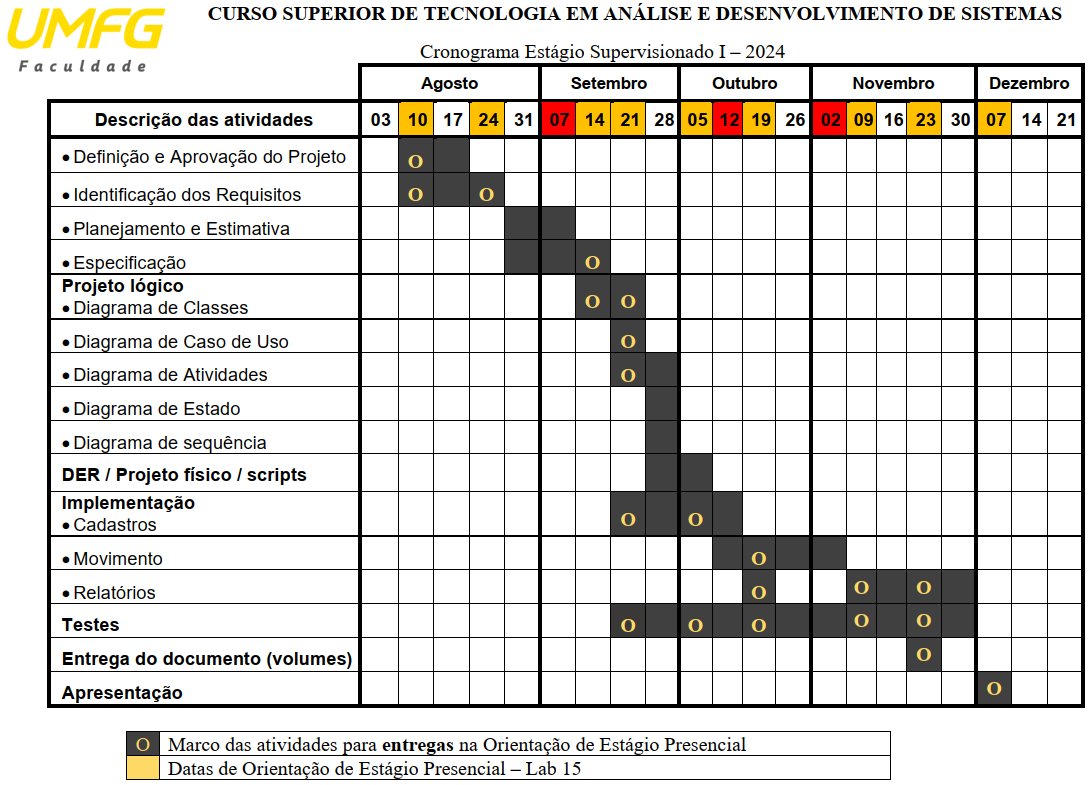 UMFG
Faculdade
CURSO SUPERIOR DE TECNOLOGIA EM ANÁLISE E DESENVOLVIMENTO DE SISTEMAS
Cronograma Estágio Supervisionado I – 2024
Agosto Setembro Outubro Novembro Dezembro
Descrição das atividades 03 10 17 24 31 07 14 21 28 05 12 19 26 02 09 16 23 30 07 14 21
• Definição e Aprovação do Projeto O
• Identificação dos Requisitos O O
• Planejamento e Estimativa
• Especificação O
Projeto lógico
• Diagrama de Classes O O
• Diagrama de Caso de Uso O
• Diagrama de Atividades O
• Diagrama de Estado
• Diagrama de sequência
DER / Projeto físico / scripts
Implementação
• Cadastros O O
• Movimento O
• Relatórios O O O
Testes O O O O O
Entrega do documento (volumes) O
Apresentação O
O Marco das atividades para entregas na Orientação de Estágio Presencial
Datas de Orientação de Estágio Presencial – Lab 15